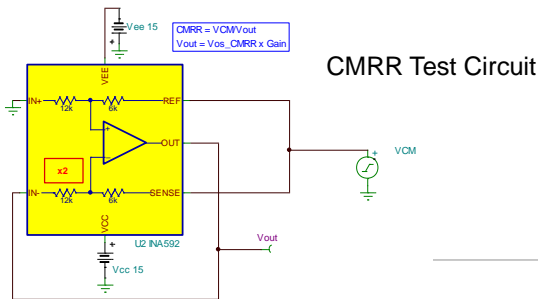 Vee 15
CMRR = VCM/Vout
Vout = Vos_CMRR x Gain
CMRR Test Circuit
VEE
IN+
12k
6k
REF
+
OUT
VCM
x2
IN-
12k
6k
SENSE
VCC
U2 INA592
Vcc 15
Vout